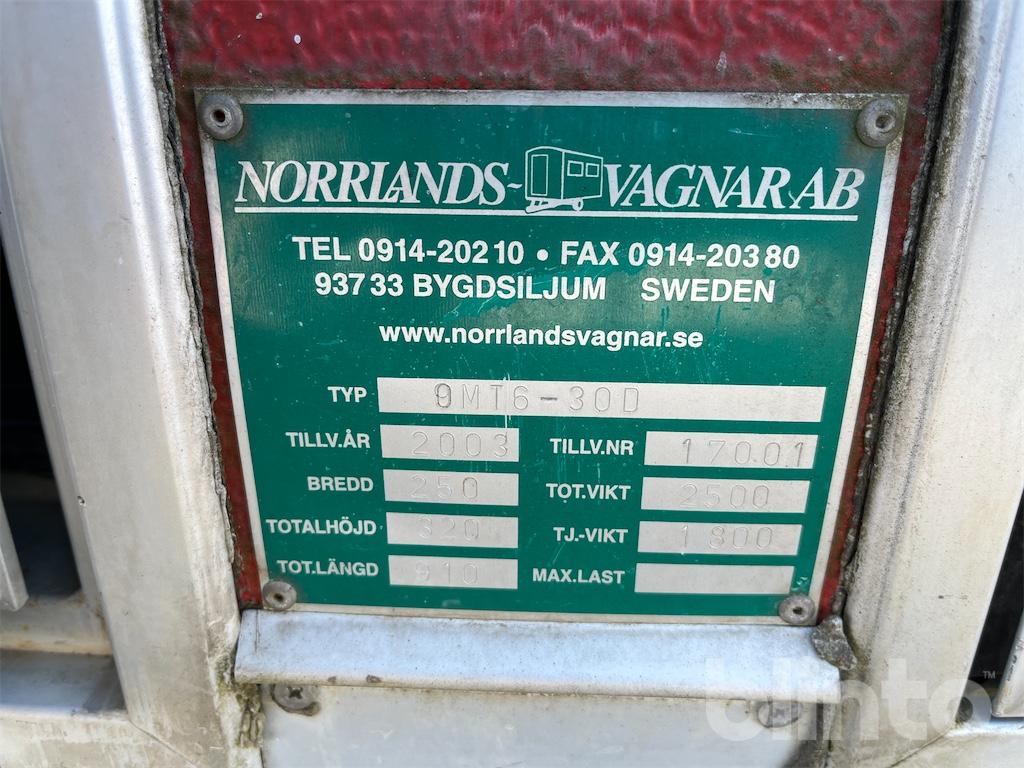 NORRLANDS- VAGNAR AB
TEL 0914-202 10 • FAX 0914-203 80
937 33 BYGDSILJUM SWEDEN
www.norrlandsvagnar.se
TYP 9MT6-30D
TILLV.ÅR 2003 TILLV.NR 17001
BREDD 250 TOT.VIKT 2500
TOTALHÖJD 320 TJ.-VIKT 1800
TOT.LÄNGD 910 MAX.LAST
blinto™